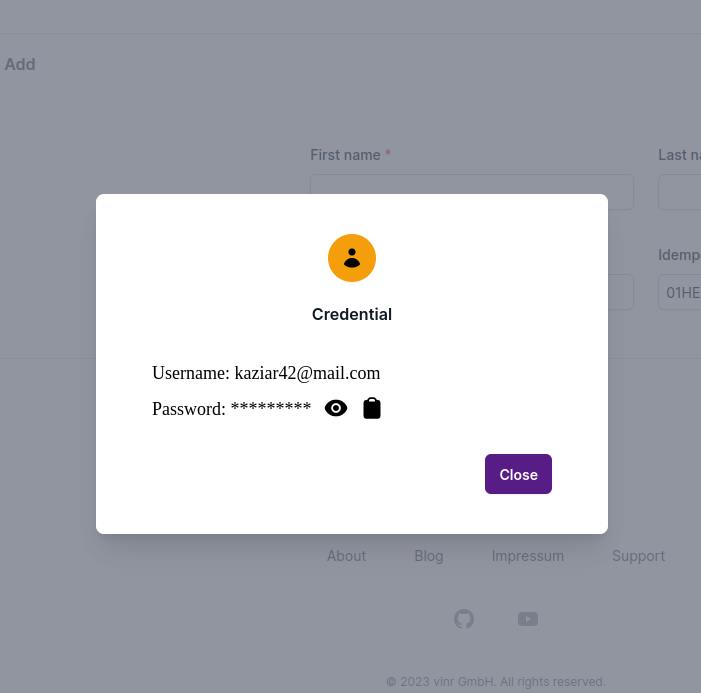 Add
First name *
Last na
Idemp
01HE
Credential
Username: kaziar42@mail.com
Password: *********
Close
About Blog Impressum Support
© 2023 vlnr GmbH. All rights reserved.